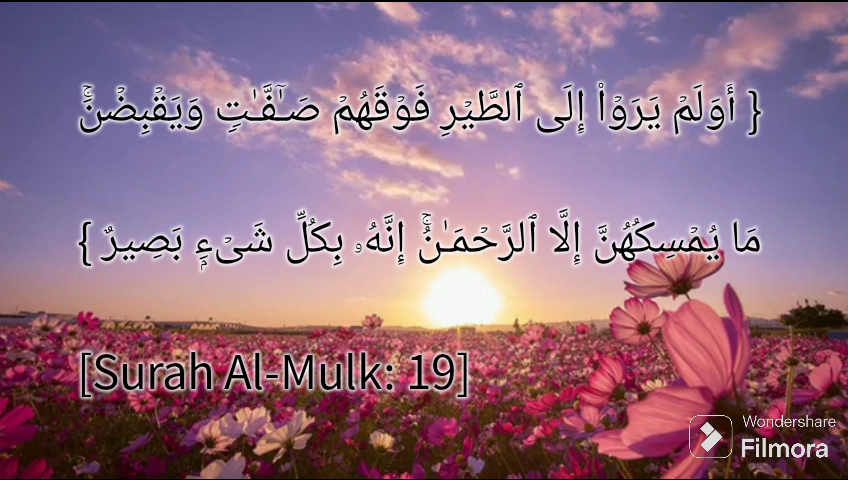 { أَوَلَمۡ يَرَوۡاْ إِلَى ٱلطَّيۡرِ فَوۡقَهُمۡ صَـٰٓفَّـٰتٖ وَيَقۡبِضۡنَۚ
مَا يُمۡسِكُهُنَّ إِلَّا ٱلرَّحۡمَـٰنُۚ إِنَّهُۥ بِكُلِّ شَيۡءِۭ بَصِيرٌ }
[Surah Al-Mulk: 19]
Wondershare
Filmora